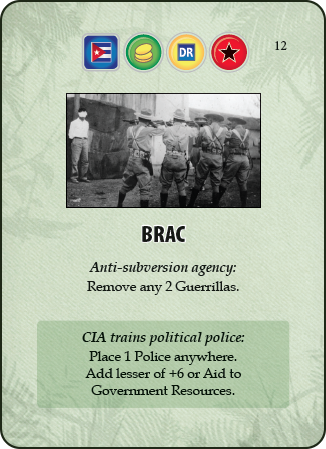 DR
12
BRAC
Anti-subversion agency:
Remove any 2 Guerrillas.
CIA trains political police:
Place 1 Police anywhere.
Add lesser of +6 or Aid to
Government Resources.